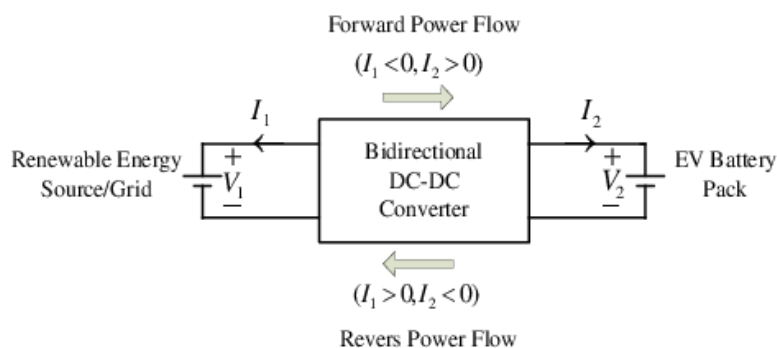 Forward Power Flow
(I₁<0, I₂>0)
I₁
I₂
Renewable Energy
Source/Grid
+
V₁
−
Bidirectional
DC-DC
Converter
+
V₂
−
EV Battery
Pack
(I₁>0, I₂<0)
Revers Power Flow